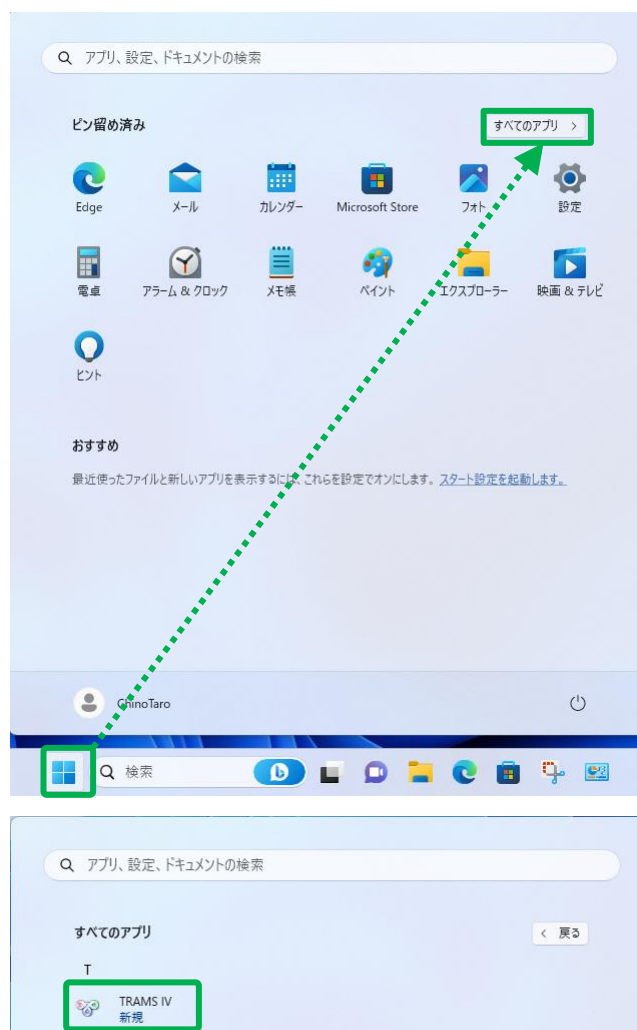 アプリ、設定、ドキュメントの検索
ピン留め済み
すべてのアプリ >
Edge
メール
カレンダー
Microsoft Store
フォト
設定
電卓
アラーム & クロック
メモ帳
ペイント
エクスプローラー
映画 & テレビ
ヒント
おすすめ
最近使ったファイルと新しいアプリを表示するには、これらを設定でオンにします。 スタート設定を起動します。
ChinoTaro
検索
アプリ、設定、ドキュメントの検索
すべてのアプリ
< 戻る
T
TRAMS IV
新規